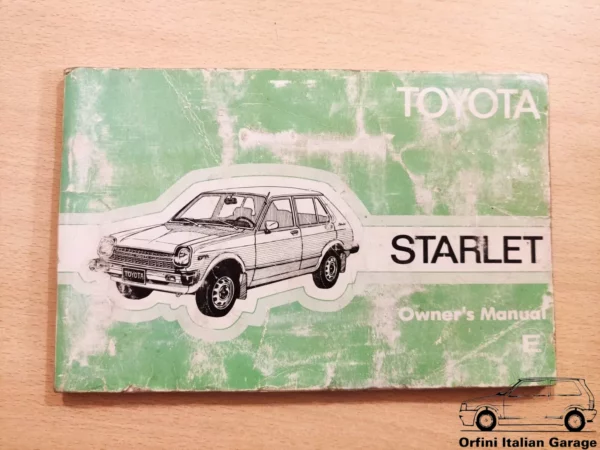 TOYOTA
STARLET
TOYOTA
Owner's Manual
E
Orfini Italian Garage